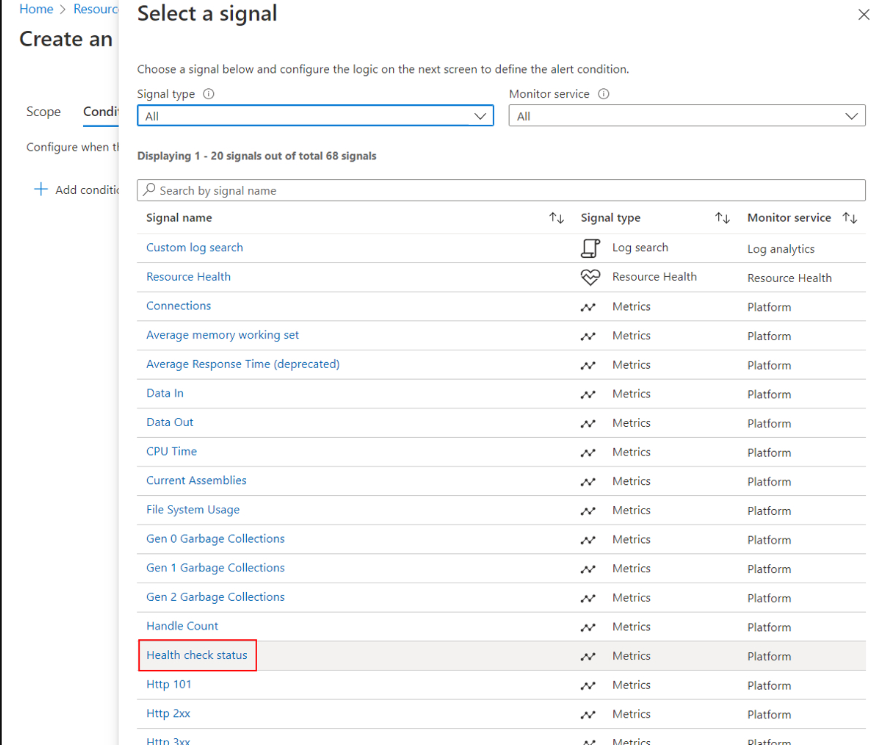 Home > Resourc
Select a signal
Create an
Choose a signal below and configure the logic on the next screen to define the alert condition.
Signal type Monitor service
Scope Condit
All All
Configure when th
Displaying 1 - 20 signals out of total 68 signals
+ Add conditio
Search by signal name
Signal name Signal type Monitor service
Custom log search Log search Log analytics
Resource Health Resource Health Resource Health
Connections Metrics Platform
Average memory working set Metrics Platform
Average Response Time (deprecated) Metrics Platform
Data In Metrics Platform
Data Out Metrics Platform
CPU Time Metrics Platform
Current Assemblies Metrics Platform
File System Usage Metrics Platform
Gen 0 Garbage Collections Metrics Platform
Gen 1 Garbage Collections Metrics Platform
Gen 2 Garbage Collections Metrics Platform
Handle Count Metrics Platform
Health check status Metrics Platform
Http 101 Metrics Platform
Http 2xx Metrics Platform
Http 3xx Metrics Platform